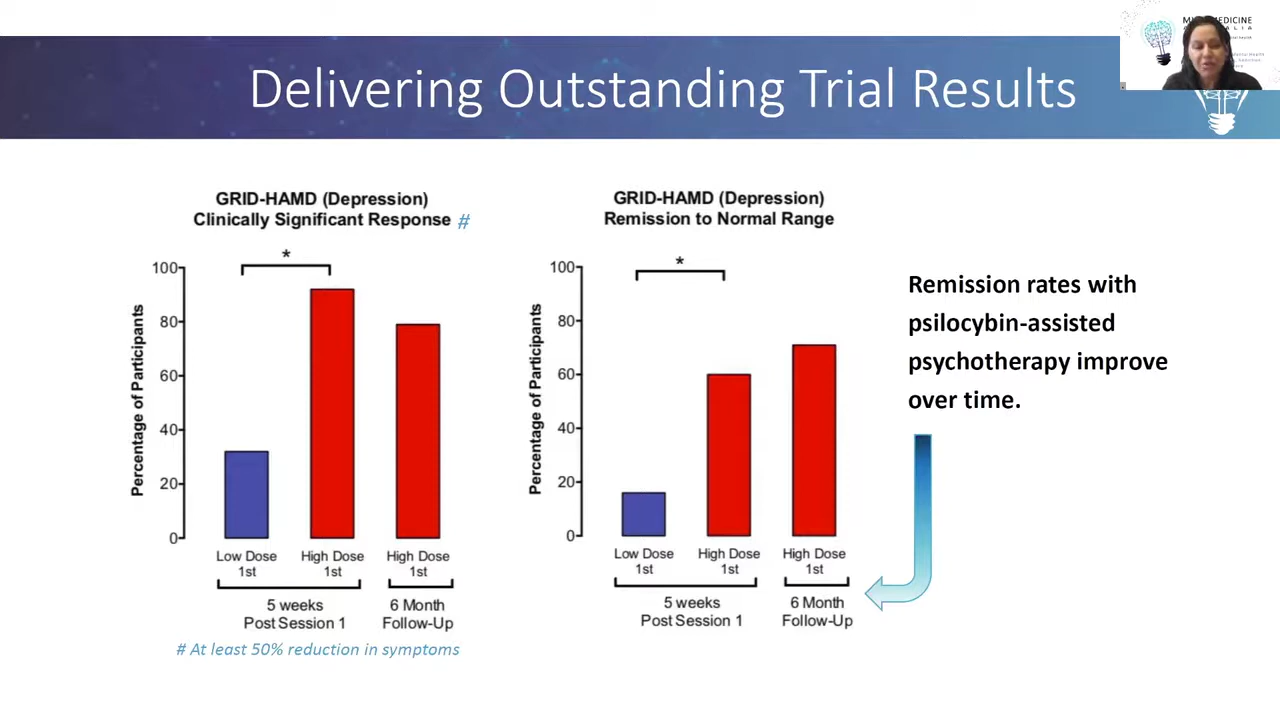 Delivering Outstanding Trial Results
GRID-HAMD (Depression)
Clinically Significant Response #
*
100
80
60
40
20
0
Percentage of Participants
Low Dose
1st
High Dose
1st
High Dose
1st
5 weeks
Post Session 1
6 Month
Follow-Up
# At least 50% reduction in symptoms
GRID-HAMD (Depression)
Remission to Normal Range
*
100
80
60
40
20
0
Percentage of Participants
Low Dose
1st
High Dose
1st
High Dose
1st
5 weeks
Post Session 1
6 Month
Follow-Up
Remission rates with
psilocybin-assisted
psychotherapy improve
over time.